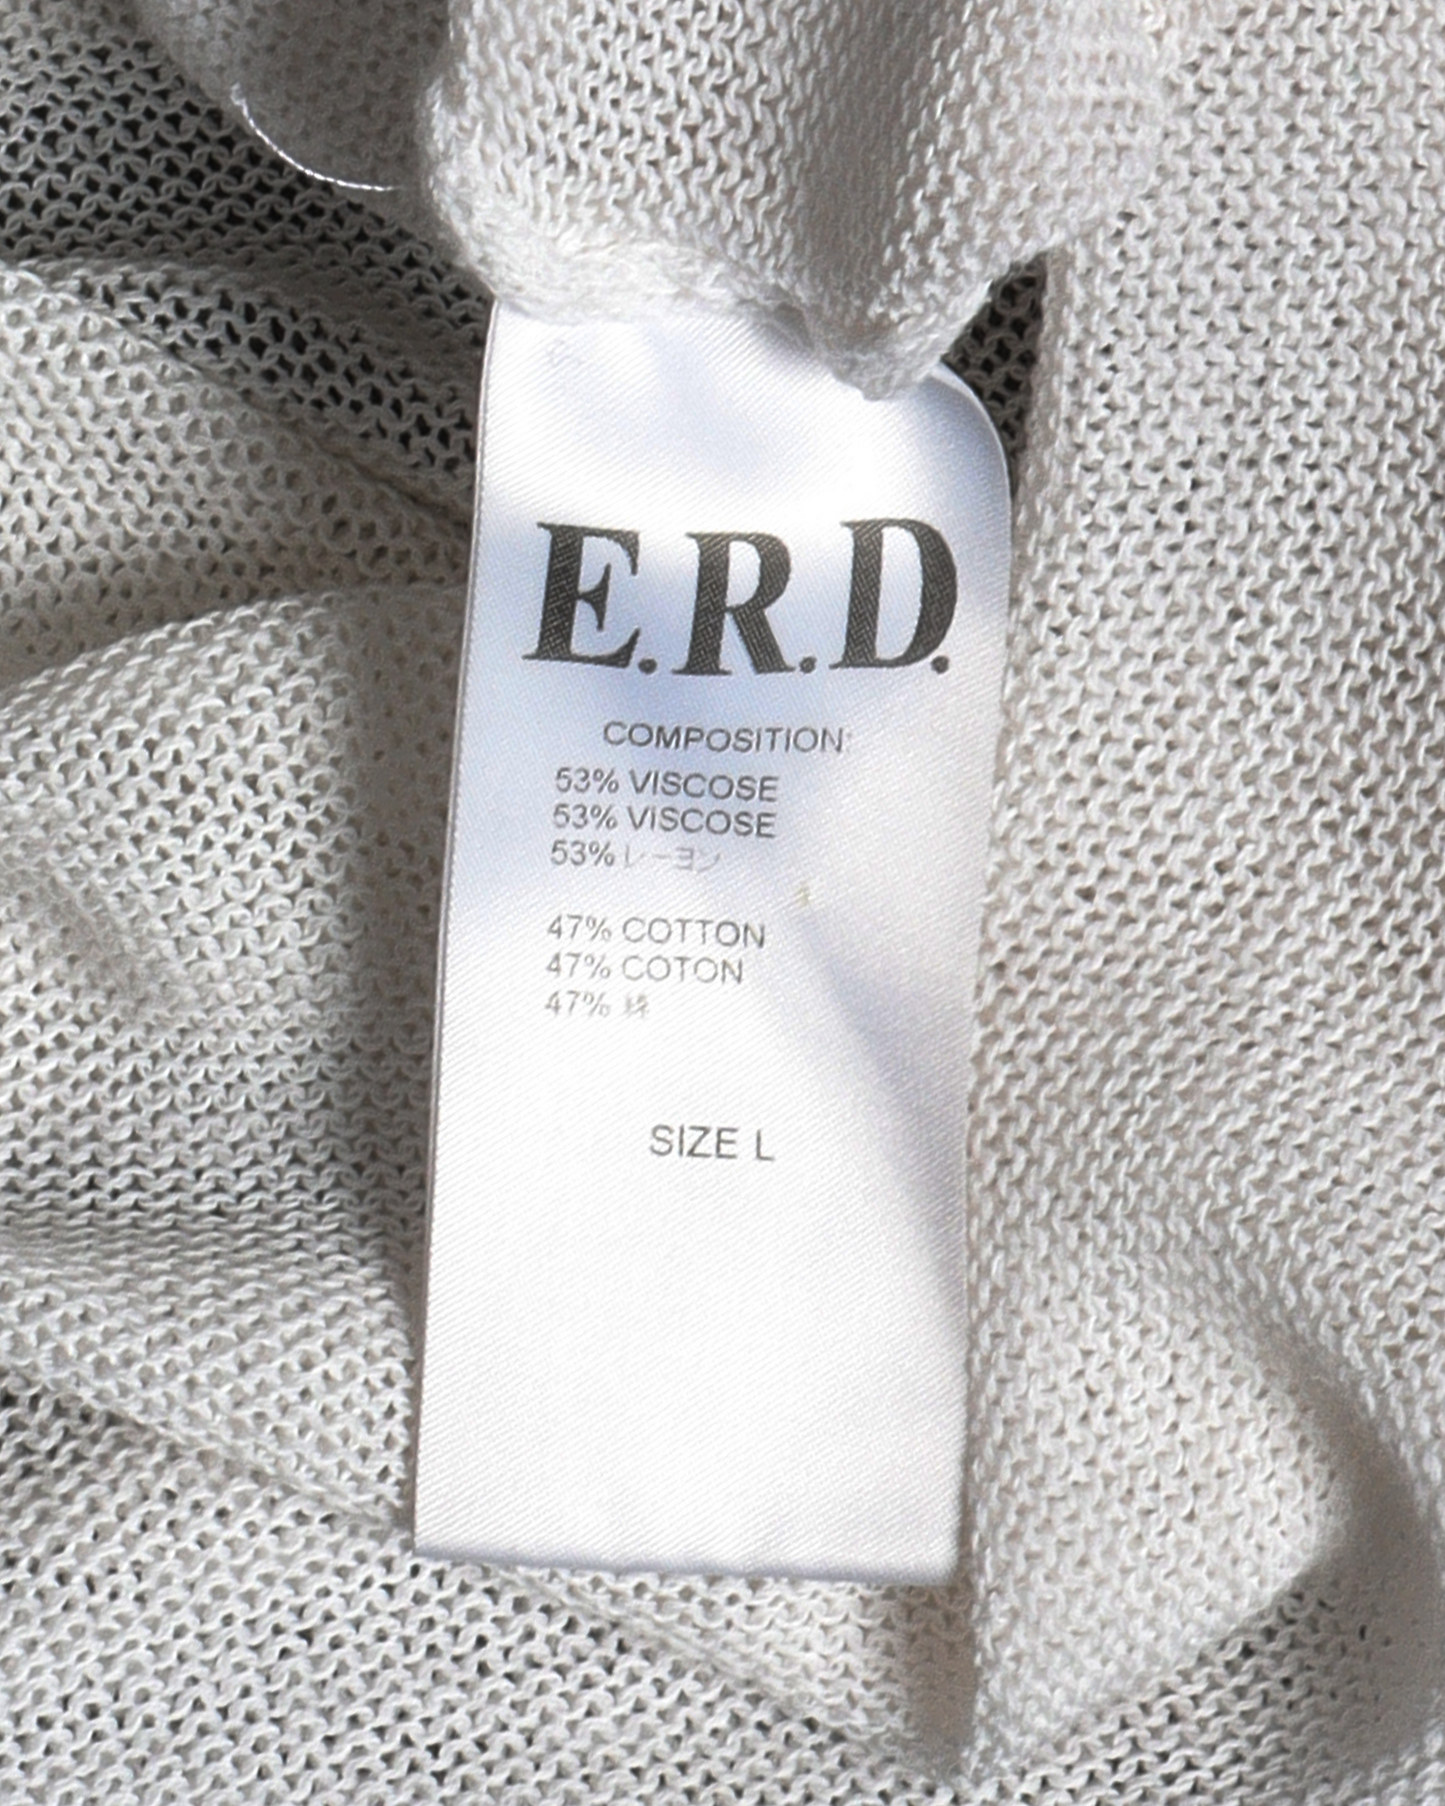 E.R.D.
COMPOSITION
53% VISCOSE
53% VISCOSE
53% レーヨン
47% COTTON
47% COTON
47% 綿
SIZE L